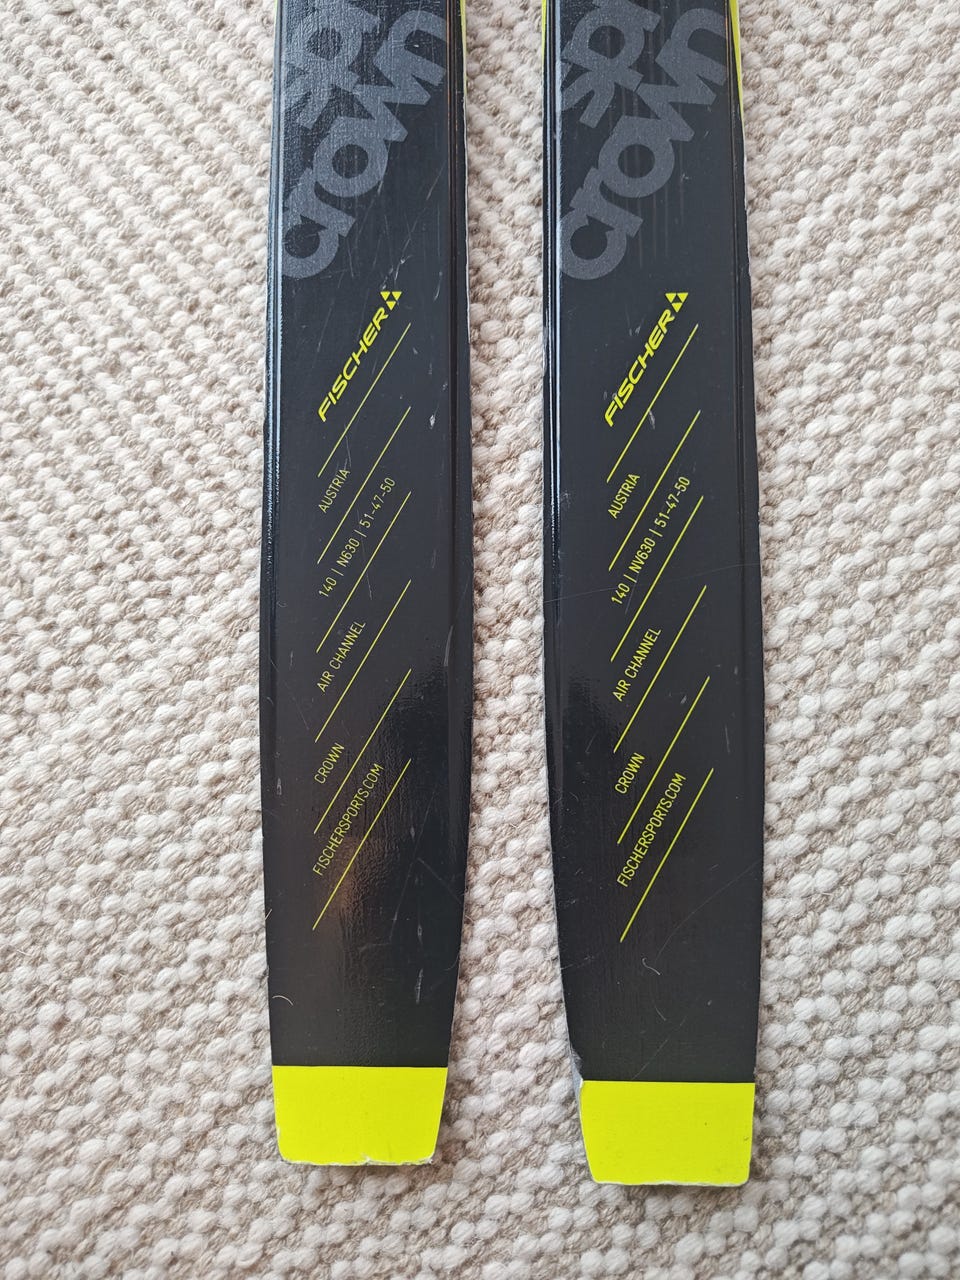 crown
FISCHER
AUSTRIA
140 | N630 | 51-47-50
AIR CHANNEL
CROWN
FISCHERSPORTS.COM
crown
FISCHER
AUSTRIA
140 | NV630 | 51-47-50
AIR CHANNEL
CROWN
FISCHERSPORTS.COM